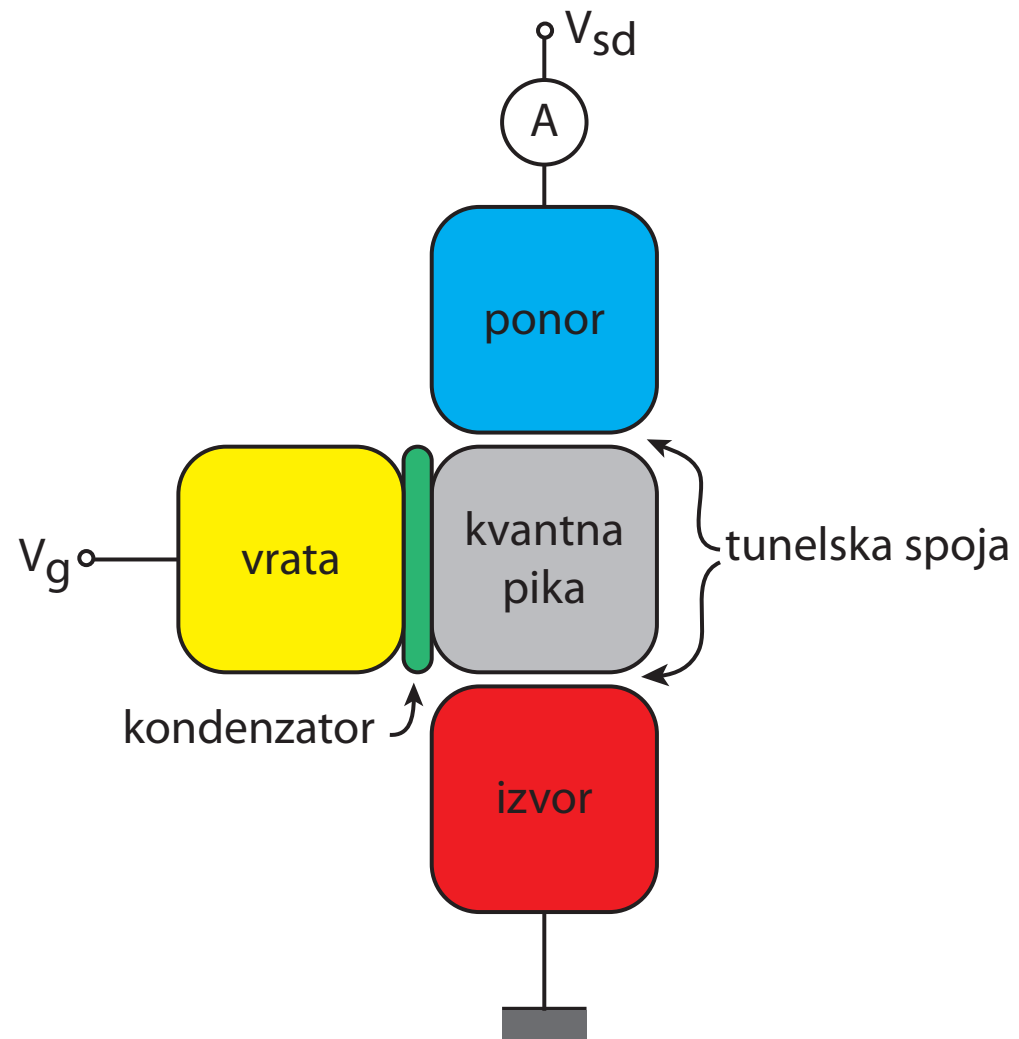 Vsd
A
ponor
kvantna
pika
vrata
Vg
tunelska spoja
kondenzator
izvor